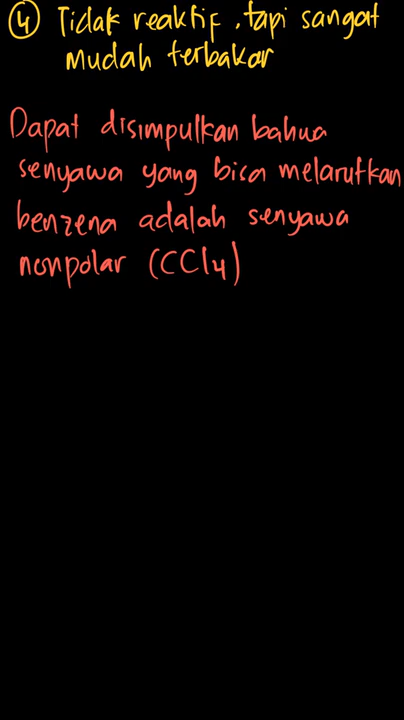 ④ Tidak reaktif, tapi sangat
mudah terbakar
Dapat disimpulkan bahwa
senyawa yang bisa melarutkan
benzena adalah senyawa
nonpolar (CCl4)